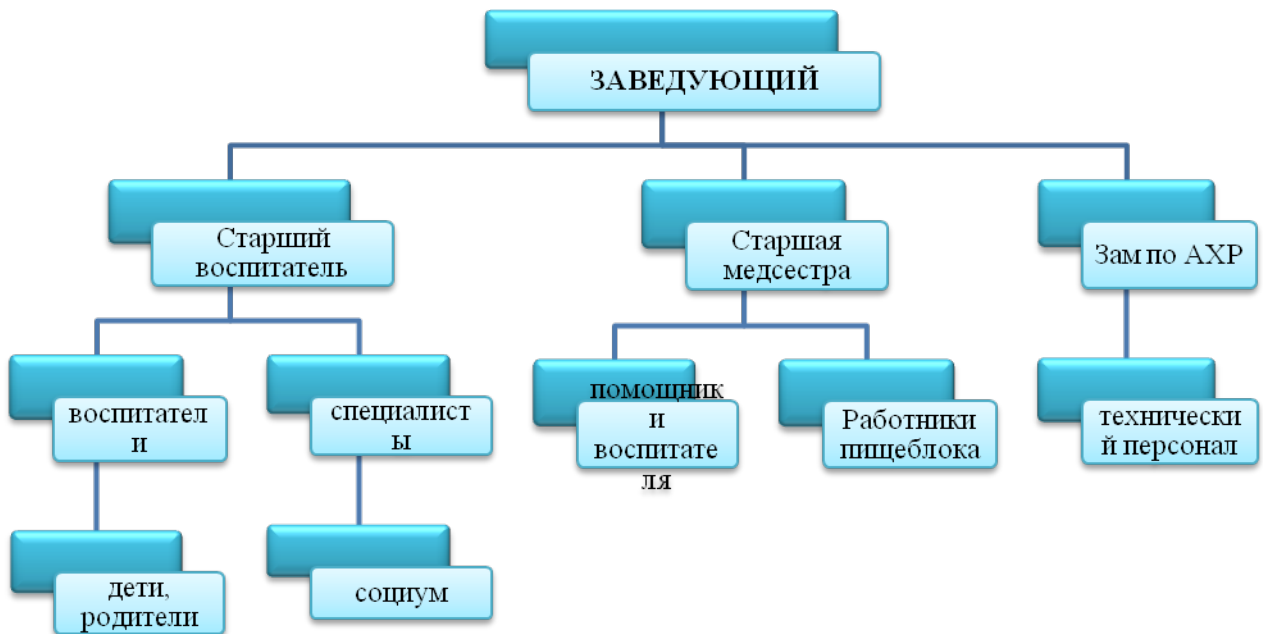 ЗАВЕДУЮЩИЙ
Старший
воспитатель
Старшая
медсестра
Зам по АХР
воспитател
и
специалист
ы
помощник
и
воспитате
ля
Работники
пищеблока
технически
й персонал
дети,
родители
социум